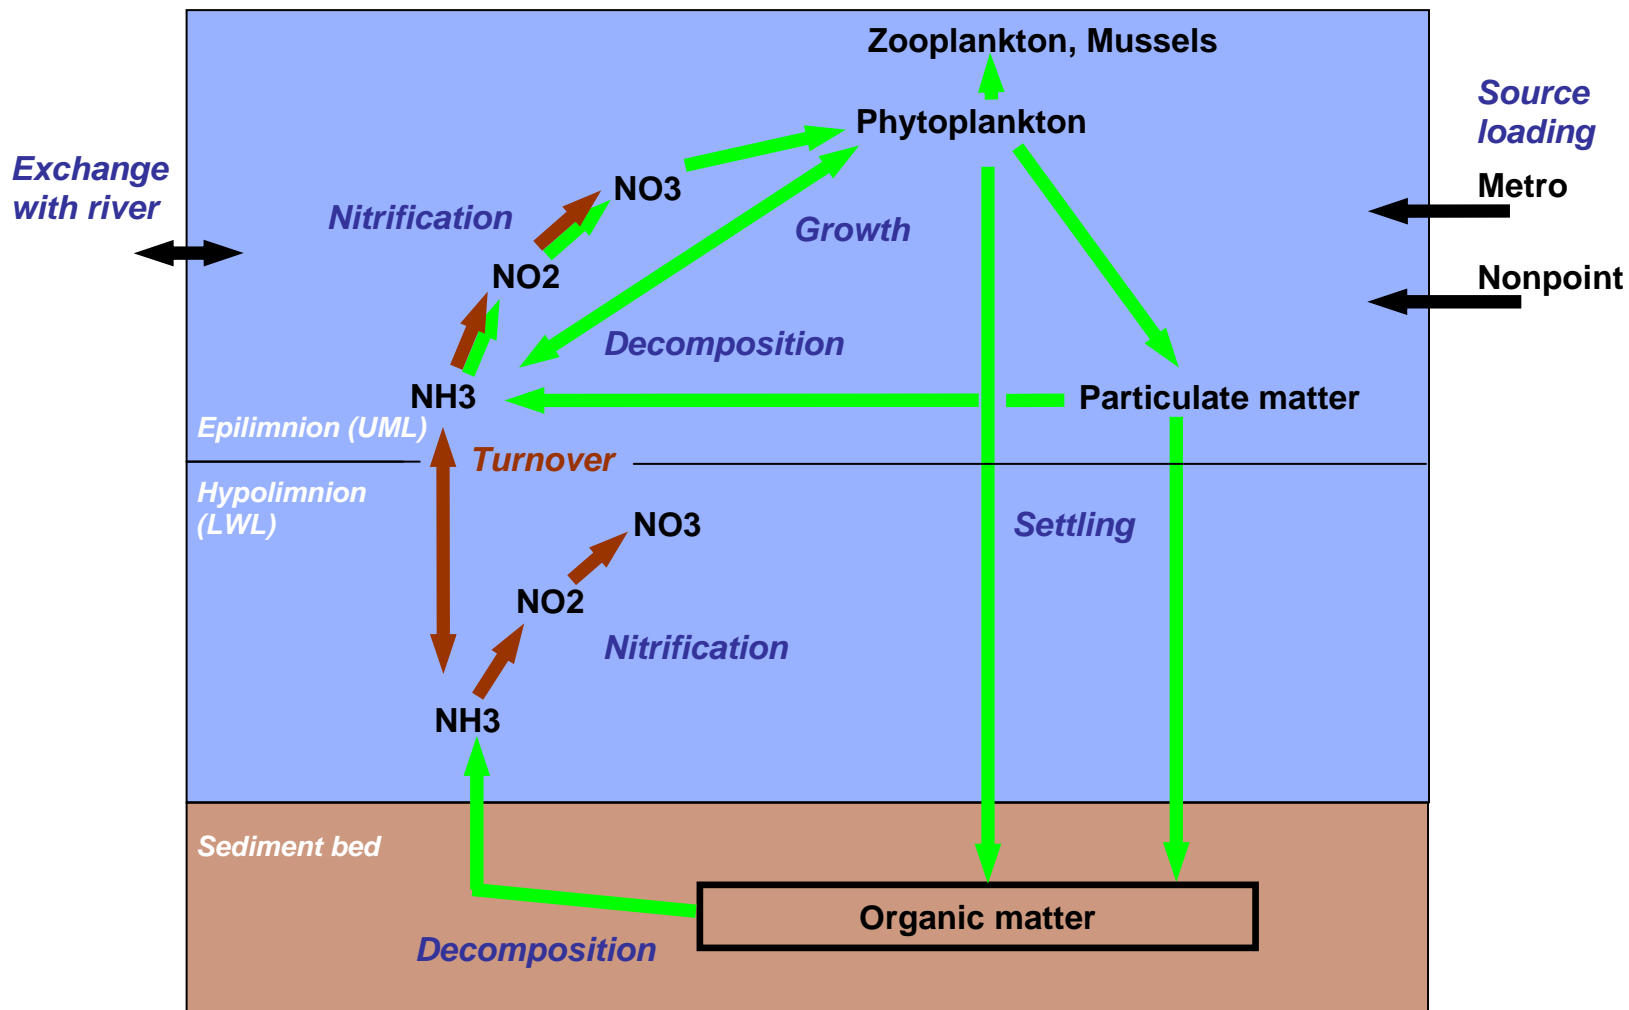 Zooplankton, Mussels
Source
loading
Phytoplankton
Exchange
with river
Metro
NO3
Nitrification
Growth
NO2
Nonpoint
Decomposition
NH3
Particulate matter
Epilimnion (UML)
Turnover
Hypolimnion
(LWL)
NO3
Settling
NO2
Nitrification
NH3
Sediment bed
Organic matter
Decomposition